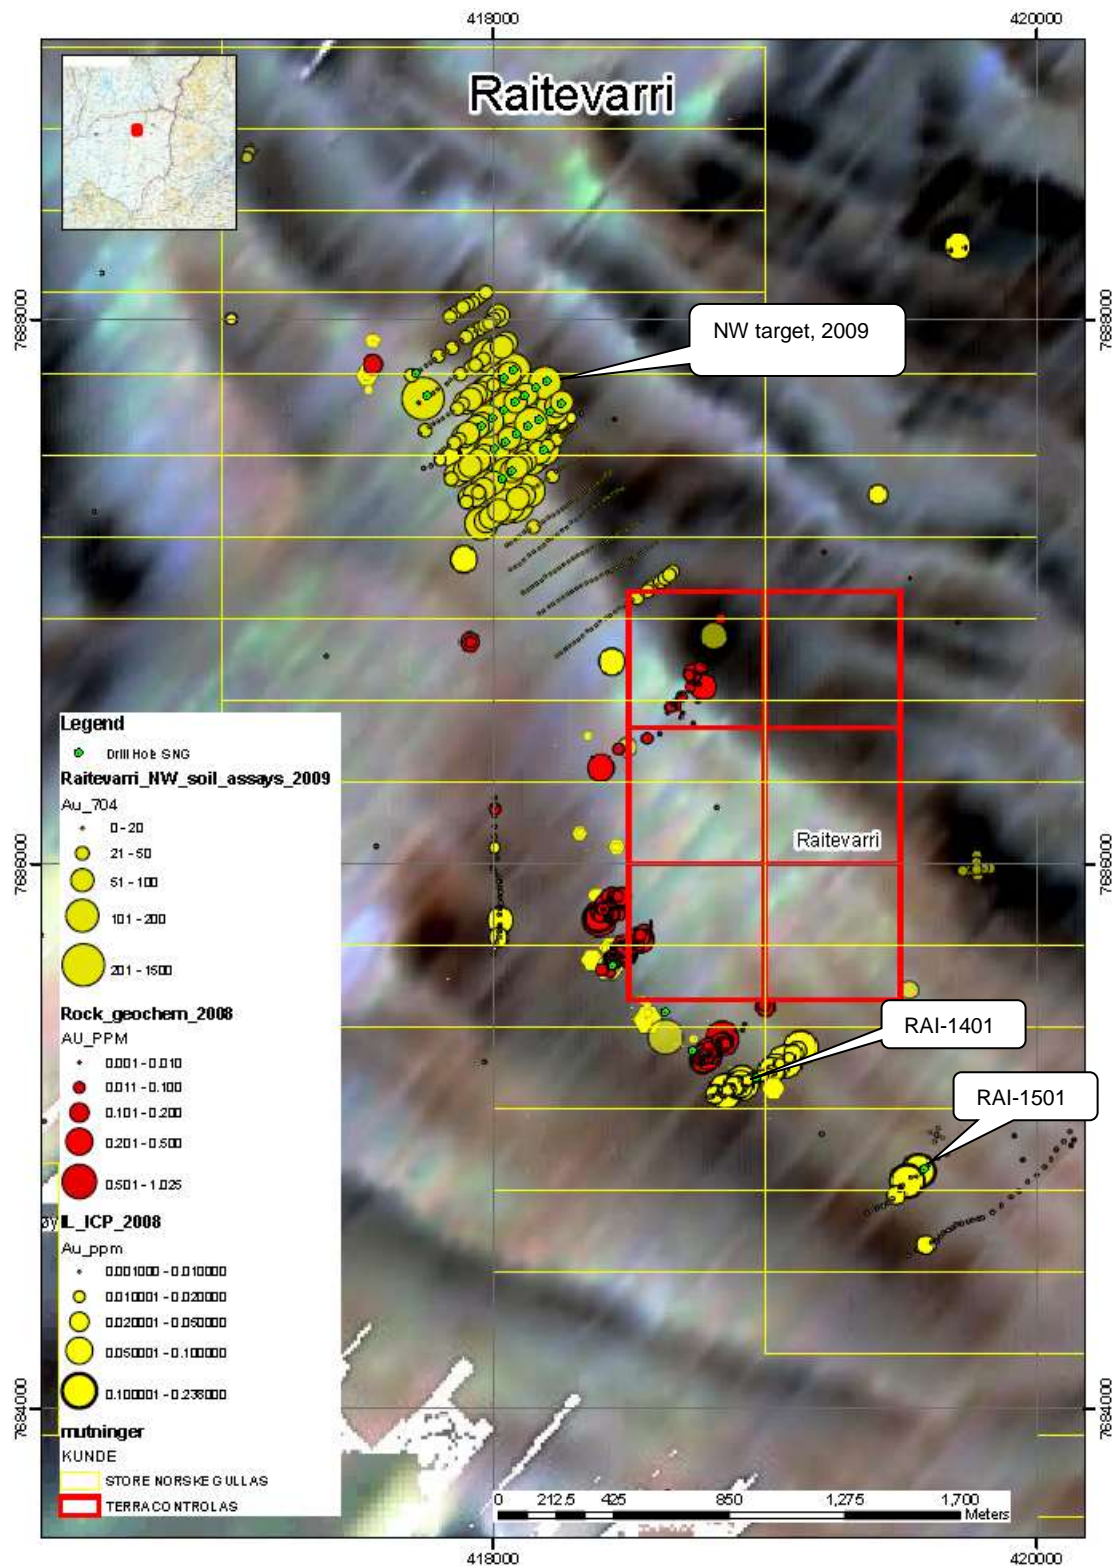 418000
420000
Raitevarri
7688000
7688000
NW target, 2009
Legend
Drill Hole SNG
Raitevarri_NW_soil_assays_2009
Au_704
0 - 20
21 - 50
51 - 100
101 - 200
201 - 1500
Rock_geochem_2008
AU_PPM
0.001 - 0.010
0.011 - 0.100
0.101 - 0.200
0.201 - 0.500
0.501 - 1.025
IL_ICP_2008
Au_ppm
0.001000 - 0.010000
0.010001 - 0.020000
0.020001 - 0.050000
0.050001 - 0.100000
0.100001 - 0.238000
mutninger
KUNDE
STORE NORSKE GULL AS
TERRACONTROL AS
7686000
7686000
Raitevarri
RAI-1401
RAI-1501
7684000
7684000
0 212.5 425 850 1,275 1,700
Meters
418000
420000